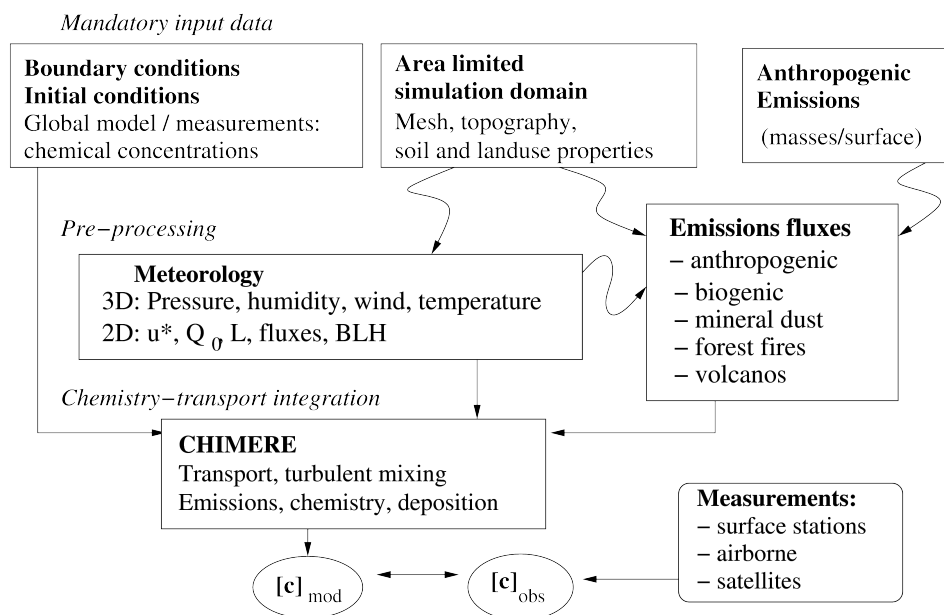 Mandatory input data
Boundary conditions
Initial conditions
Global model / measurements:
chemical concentrations
Area limited
simulation domain
Mesh, topography,
soil and landuse properties
Anthropogenic
Emissions
(masses/surface)
Pre−processing
Meteorology
3D: Pressure, humidity, wind, temperature
2D: u*, Q 0, L, fluxes, BLH
Emissions fluxes
− anthropogenic
− biogenic
− mineral dust
− forest fires
− volcanos
Chemistry−transport integration
CHIMERE
Transport, turbulent mixing
Emissions, chemistry, deposition
Measurements:
− surface stations
− airborne
− satellites
[c] mod
[c] obs